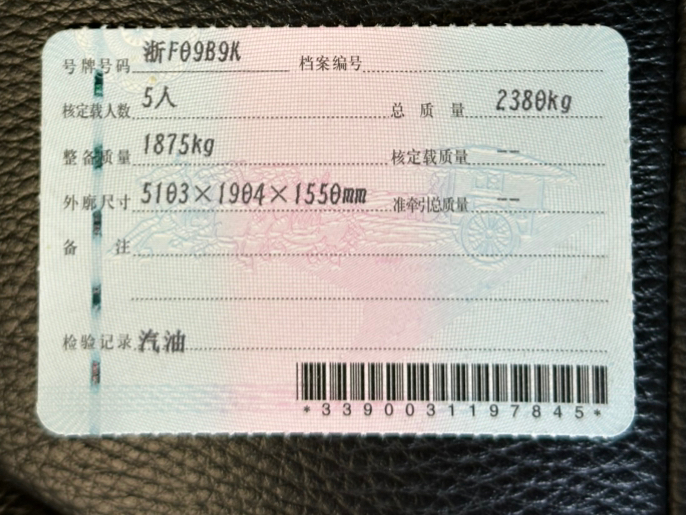 号牌号码 浙F09B9K 档案编号
核定载人数 5人 总质量 2380kg
整备质量 1875kg 核定载质量 --
外廓尺寸 5103×1904×1550mm 准牵引总质量 --
备注
检验记录 汽油
*3390031197845*